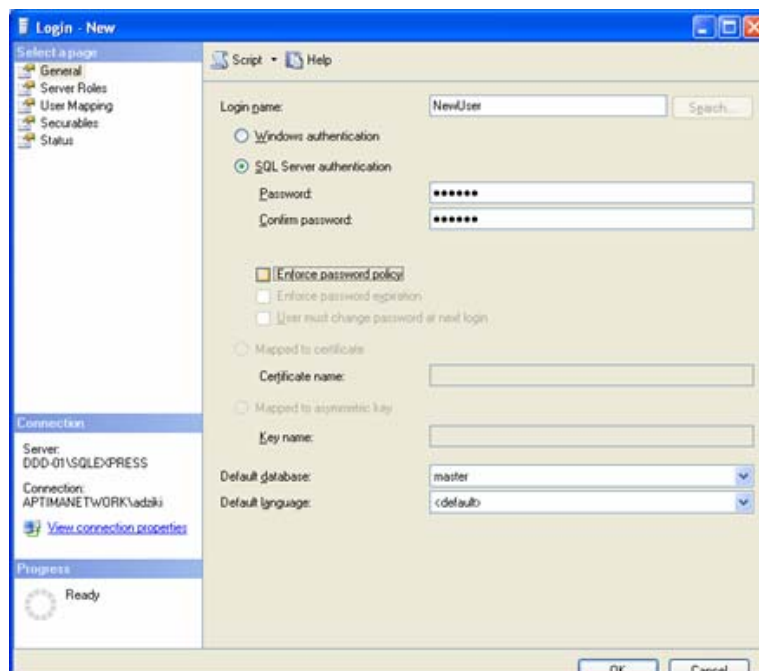 Login - New
Select a page
General
Server Roles
User Mapping
Securables
Status
Script Help
Login name: NewUser Search...
Windows authentication
SQL Server authentication
Password: ••••••
Confirm password: ••••••
Enforce password policy
Enforce password expiration
User must change password at next login
Mapped to certificate
Certificate name:
Mapped to asymmetric key
Key name:
Default database: master
Default language: <default>
Connection
Server:
DDD-01\SQLEXPRESS
Connection:
APTIMANETWORK\adziki
View connection properties
Progress
Ready
OK Cancel